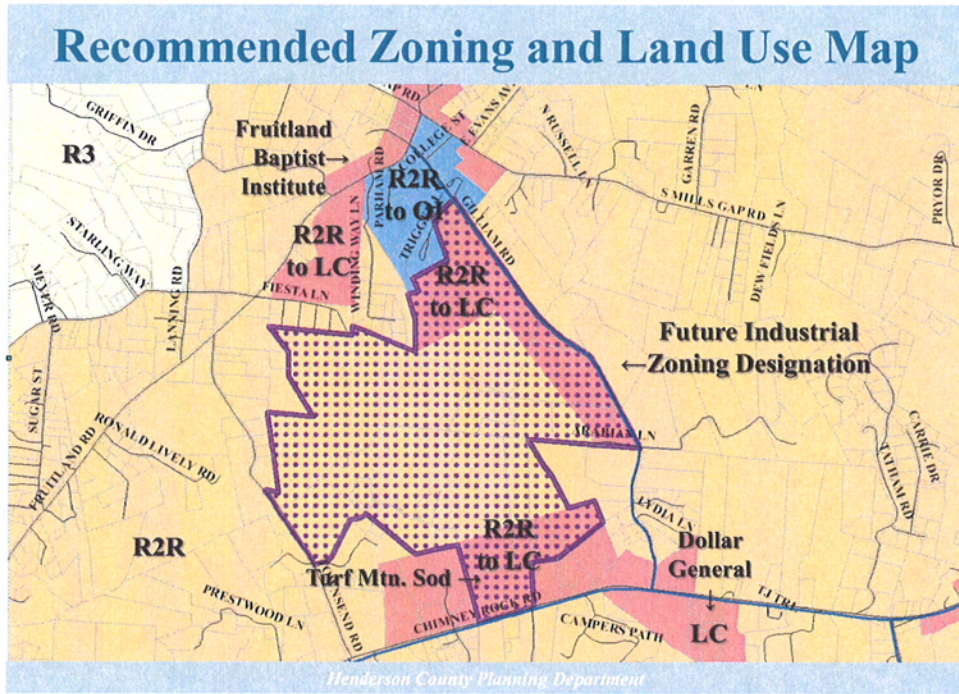 Recommended Zoning and Land Use Map
GRIFFIN DR
R3
Fruitland
Baptist→
Institute
COLLEGE ST
E EVANS AV
N RUSSELL LN
GARREN RD
PARHAM RD
R2R
to OI
S MILLS GAP RD
PRYOR DR
GILLIAM RD
DEW FIELDS LN
STARLING WAY
R2R
to LC
WINDING WAY LN
R2R
to LC
MEYER RD
LANNING RD
FIESTA LN
Future Industrial
←Zoning Designation
SUGAR ST
RONALD LIVELY RD
FRUITLAND RD
CARRIE DR
TATHAM RD
R2R
R2R
to LC
LYDIA LN
Dollar
General
↓
Turf Mtn. Sod →
PRESTWOOD LN
CHIMNEY ROCK RD
CAMPERS PATH
LC
Henderson County Planning Department